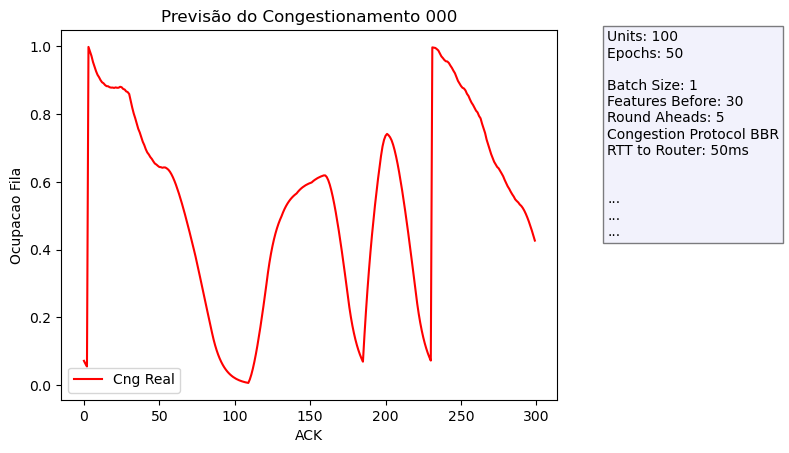 Previsão do Congestionamento 000
1.0
0.8
0.6
0.4
0.2
0.0
Ocupacao Fila
Cng Real
0
50
100
150
200
250
300
ACK
Units: 100
Epochs: 50
Batch Size: 1
Features Before: 30
Round Aheads: 5
Congestion Protocol BBR
RTT to Router: 50ms
...
...
...